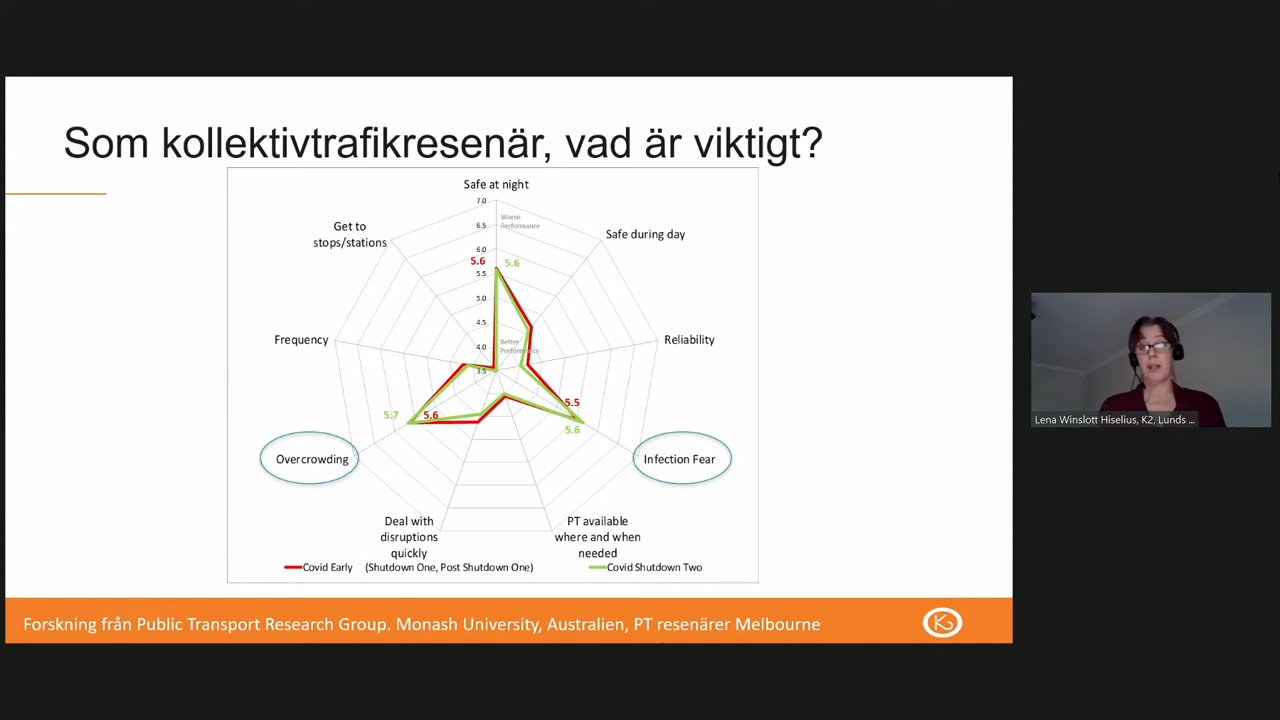 Som kollektivtrafikresenär, vad är viktigt?
Safe at night
7.0
Worse
Performance
6.5
6.0
5.6
5.6
5.5
5.0
4.5
4.0
Better
Performance
3.5
Get to
stops/stations
Safe during day
Frequency
Reliability
5.7
5.6
5.5
5.6
Overcrowding
Infection Fear
Deal with
disruptions
quickly
PT available
where and when
needed
Covid Early (Shutdown One, Post Shutdown One) Covid Shutdown Two
Forskning från Public Transport Research Group. Monash University, Australien, PT resenärer Melbourne
K2
Lena Winslott Hiselius, K2, Lunds ...